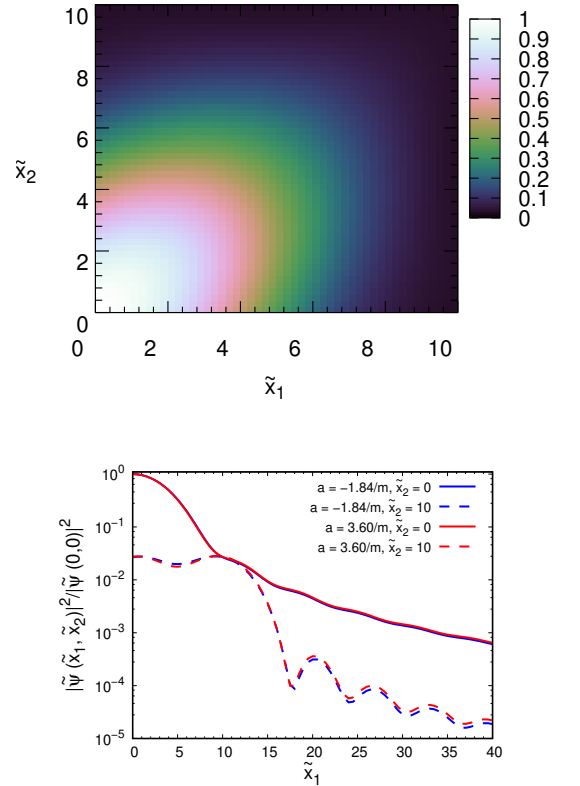 10
8
6
4
2
0
x̃₂
0 2 4 6 8 10
x̃₁
1
0.9
0.8
0.7
0.6
0.5
0.4
0.3
0.2
0.1
0
10⁰
10⁻¹
10⁻²
10⁻³
10⁻⁴
10⁻⁵
|ψ̃ (x̃₁, x̃₂)|²/|ψ̃ (0,0)|²
a = −1.84/m, x̃₂ = 0
a = −1.84/m, x̃₂ = 10
a = 3.60/m, x̃₂ = 0
a = 3.60/m, x̃₂ = 10
0 5 10 15 20 25 30 35 40
x̃₁